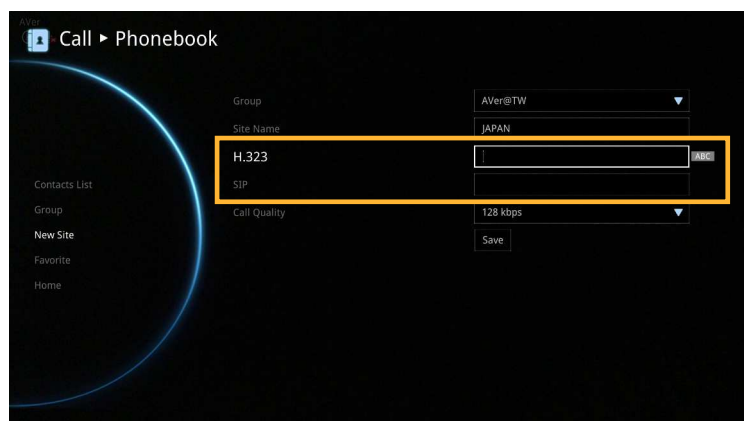 AVer
Call ▸ Phonebook
Group AVer@TW
Site Name JAPAN
H.323 ABC
SIP
Call Quality 128 kbps
Save
Contacts List
Group
New Site
Favorite
Home